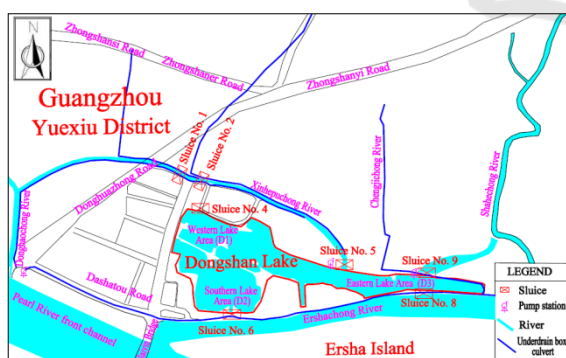 N
Zhongshansi Road
Zhongshaner Road
Zhongshanyi Road
Guangzhou
Yuexiu District
Sluice No. 1
Sluice No. 2
Donghuazhong Road
Xinhepuchong River
Changjichong River
Shahechong River
Donghaochong River
Sluice No. 4
Western Lake
Area (D1)
Sluice No. 5
Sluice No. 9
Dongshan Lake
Dashatou Road
Southern Lake
Area (D2)
Eastern Lake Area (D3)
Sluice No. 8
Pearl River front channel
Bridge
Sluice No. 6
Ershachong River
Ersha Island
LEGEND
Sluice
Pump station
River
Underdrain box
culvert